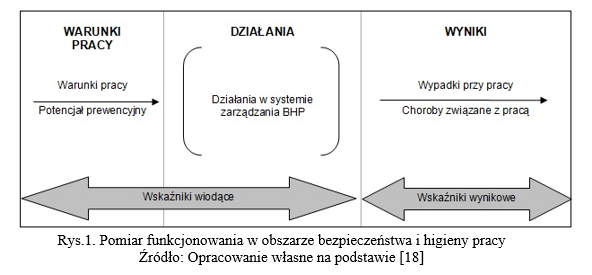 WARUNKI
PRACY
DZIAŁANIA
WYNIKI
Warunki pracy
Potencjał prewencyjny
Działania w systemie
zarządzania BHP
Wypadki przy pracy
Choroby związane z pracą
Wskaźniki wiodące
Wskaźniki wynikowe
Rys.1. Pomiar funkcjonowania w obszarze bezpieczeństwa i higieny pracy
Źródło: Opracowanie własne na podstawie [18]